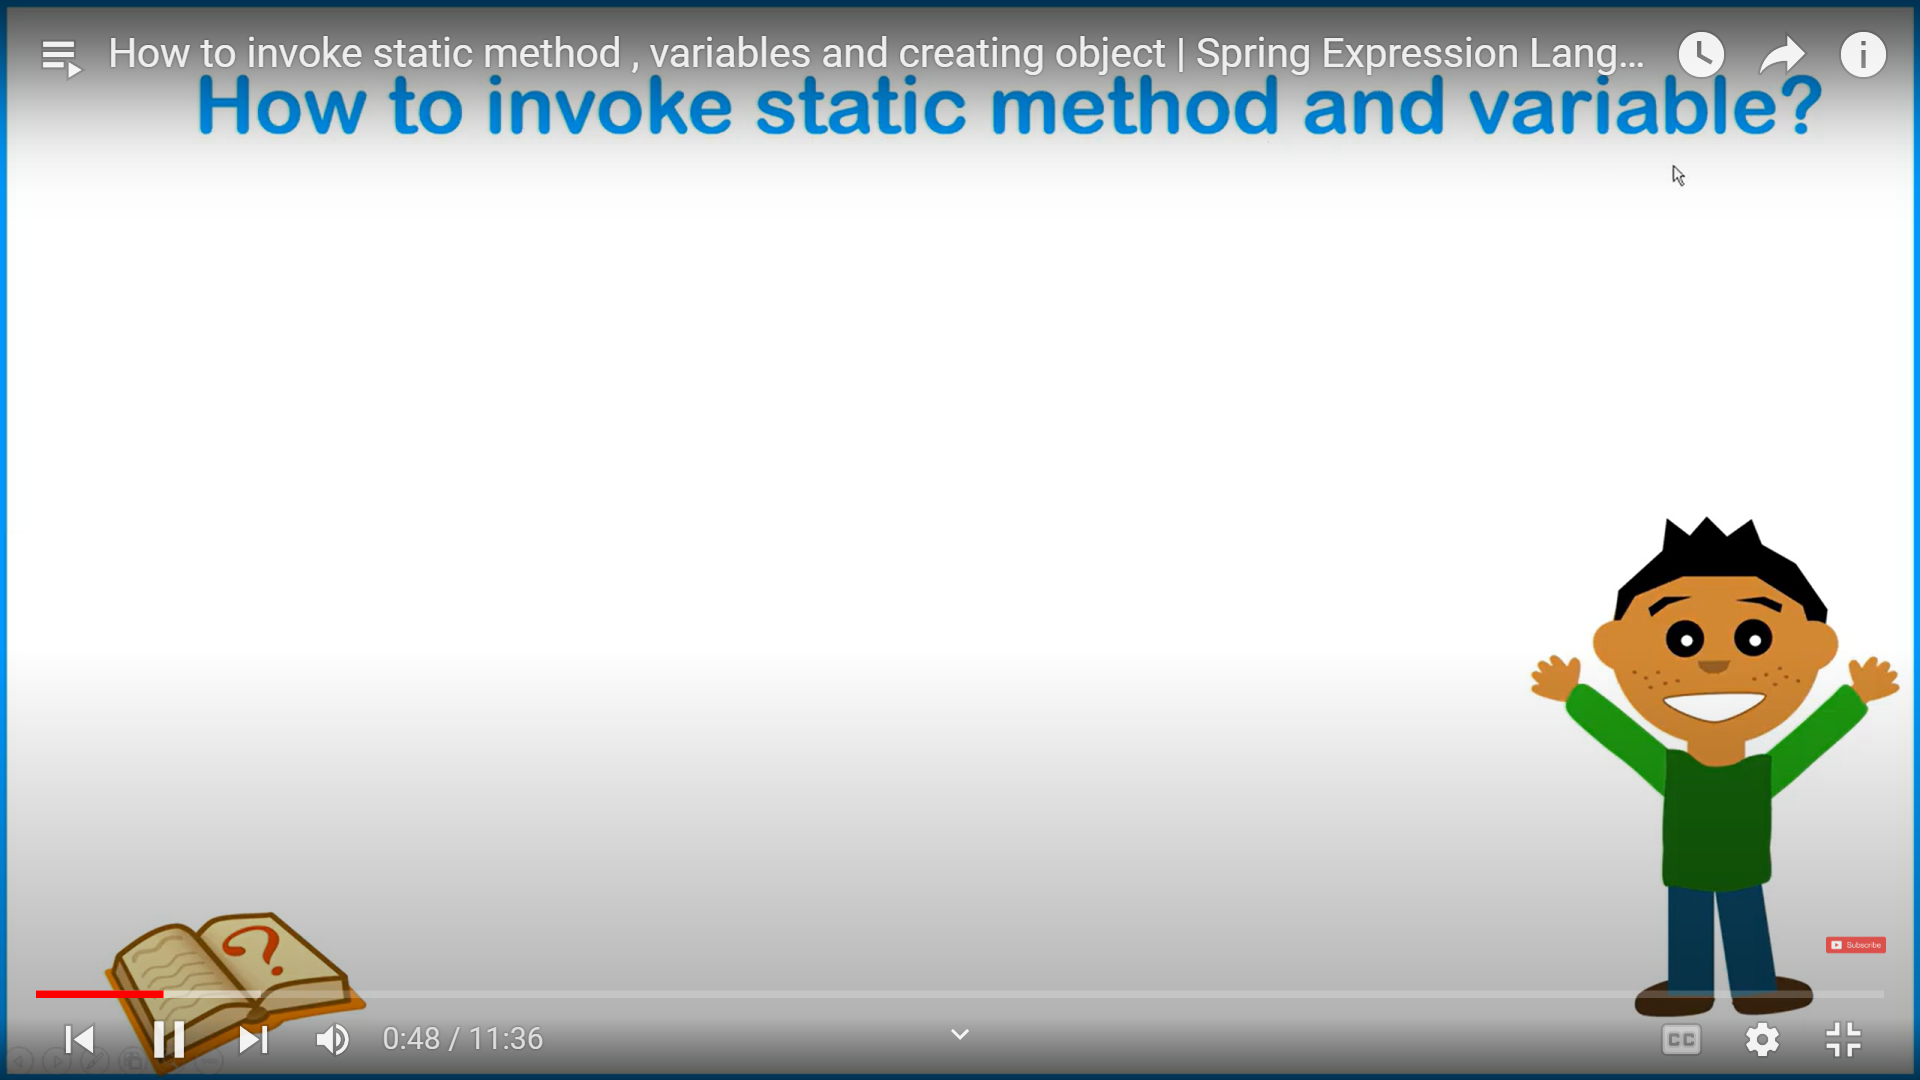 How to invoke static method , variables and creating object | Spring Expression Lang...
How to invoke static method and variable?
?
Subscribe
0:48 / 11:36
CC